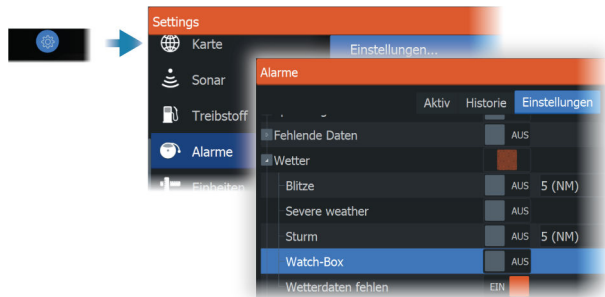 Settings
Karte
Einstellungen...
Sonar
Treibstoff
Alarme
Einheiten
Alarme
Aktiv Historie Einstellungen
Fehlende Daten AUS
Wetter
Blitze AUS 5 (NM)
Severe weather AUS
Sturm AUS 5 (NM)
Watch-Box AUS
Wetterdaten fehlen EIN